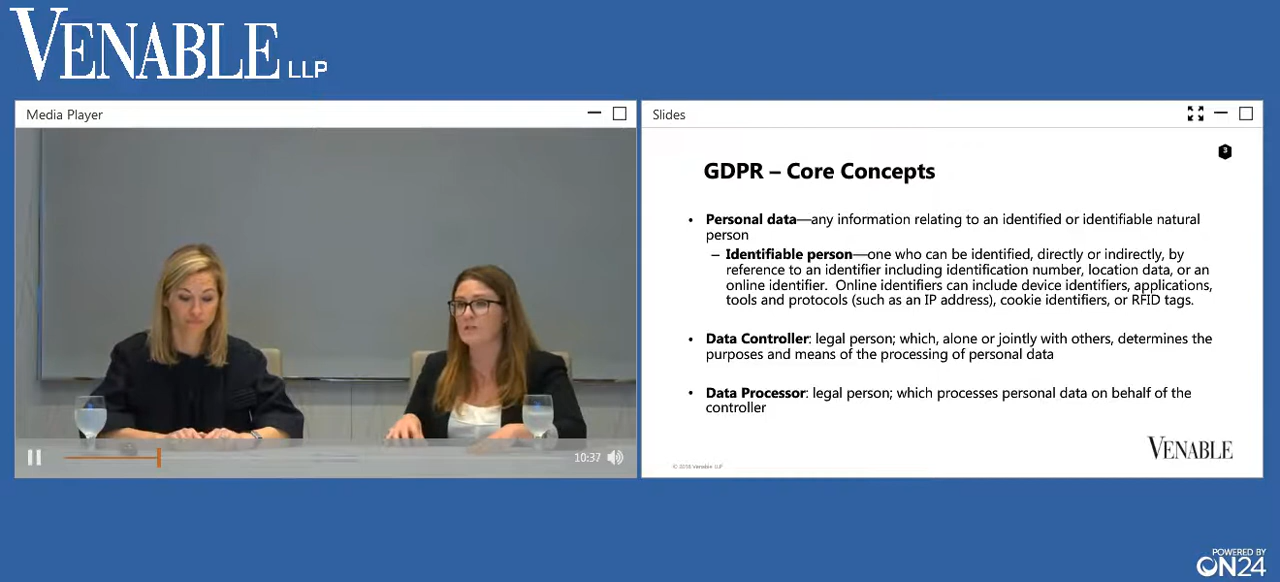 VENABLE LLP
Media Player
Slides
3
GDPR – Core Concepts
• Personal data—any information relating to an identified or identifiable natural
person
– Identifiable person—one who can be identified, directly or indirectly, by
reference to an identifier including identification number, location data, or an
online identifier. Online identifiers can include device identifiers, applications,
tools and protocols (such as an IP address), cookie identifiers, or RFID tags.
• Data Controller: legal person; which, alone or jointly with others, determines the
purposes and means of the processing of personal data
• Data Processor: legal person; which processes personal data on behalf of the
controller
VENABLE
© 2018 Venable LLP
10:37
POWERED BY
ON24